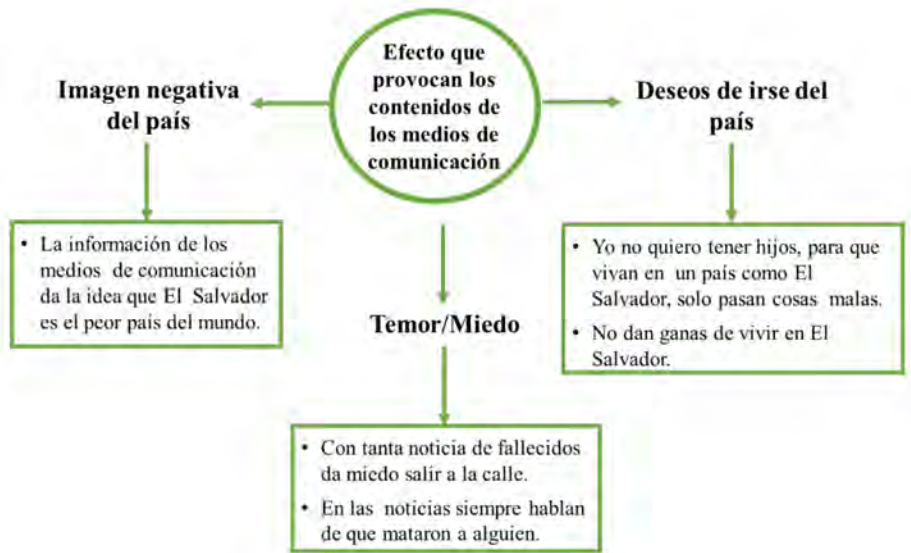 Efecto que
provocan los
contenidos de
los medios de
comunicación
Imagen negativa
del país
• La información de los
medios de comunicación
da la idea que El Salvador
es el peor país del mundo.
Temor/Miedo
• Con tanta noticia de fallecidos
da miedo salir a la calle.
• En las noticias siempre hablan
de que mataron a alguien.
Deseos de irse del
país
• Yo no quiero tener hijos, para que
vivan en un país como El
Salvador, solo pasan cosas malas.
• No dan ganas de vivir en El
Salvador.